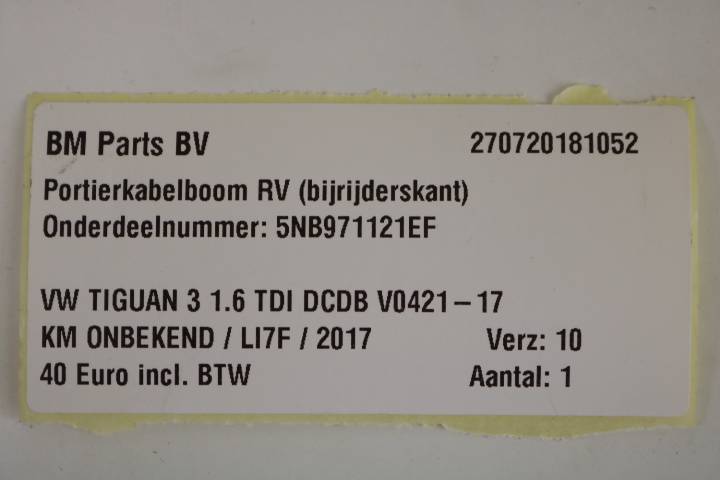 BM Parts BV 270720181052
Portierkabelboom RV (bijrijderskant)
Onderdeelnummer: 5NB971121EF
VW TIGUAN 3 1.6 TDI DCDB V0421-17
KM ONBEKEND / LI7F / 2017 Verz: 10
40 Euro incl. BTW Aantal: 1